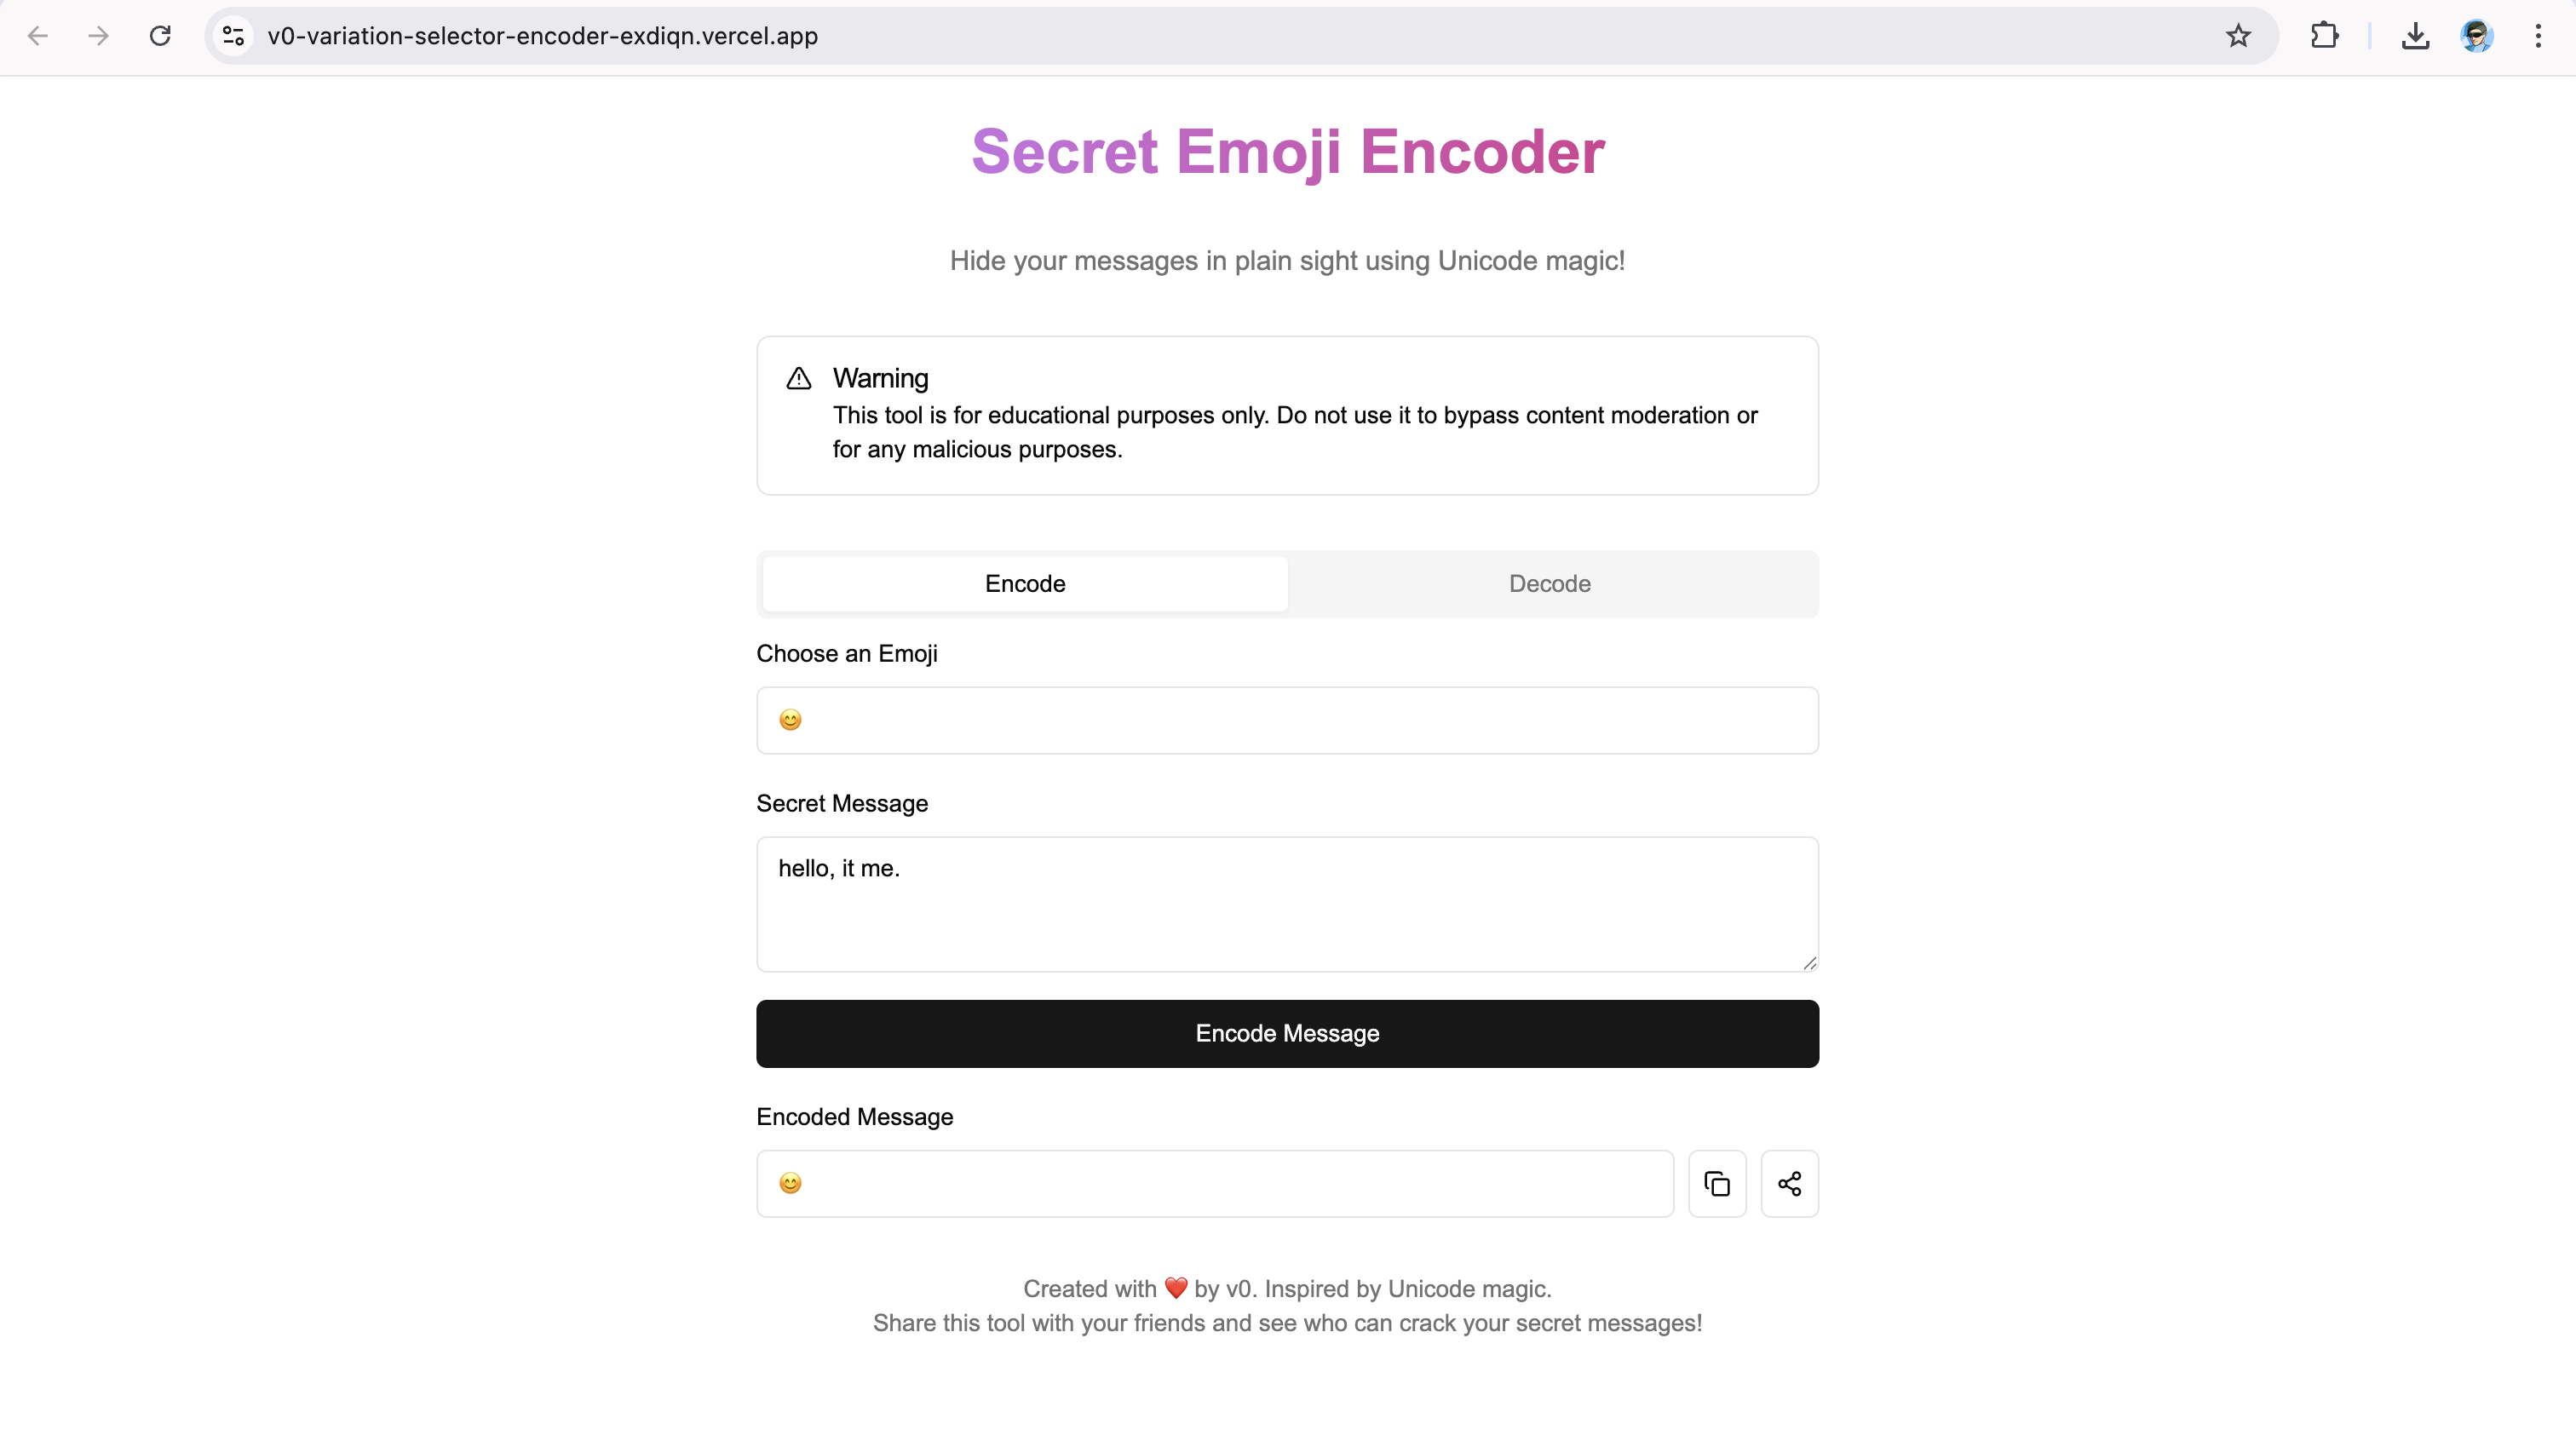 v0-variation-selector-encoder-exdiqn.vercel.app
Secret Emoji Encoder
Hide your messages in plain sight using Unicode magic!
Warning
This tool is for educational purposes only. Do not use it to bypass content moderation or
for any malicious purposes.
Encode Decode
Choose an Emoji
😊
Secret Message
hello, it me.
Encode Message
Encoded Message
😊
Created with ❤️ by v0. Inspired by Unicode magic.
Share this tool with your friends and see who can crack your secret messages!